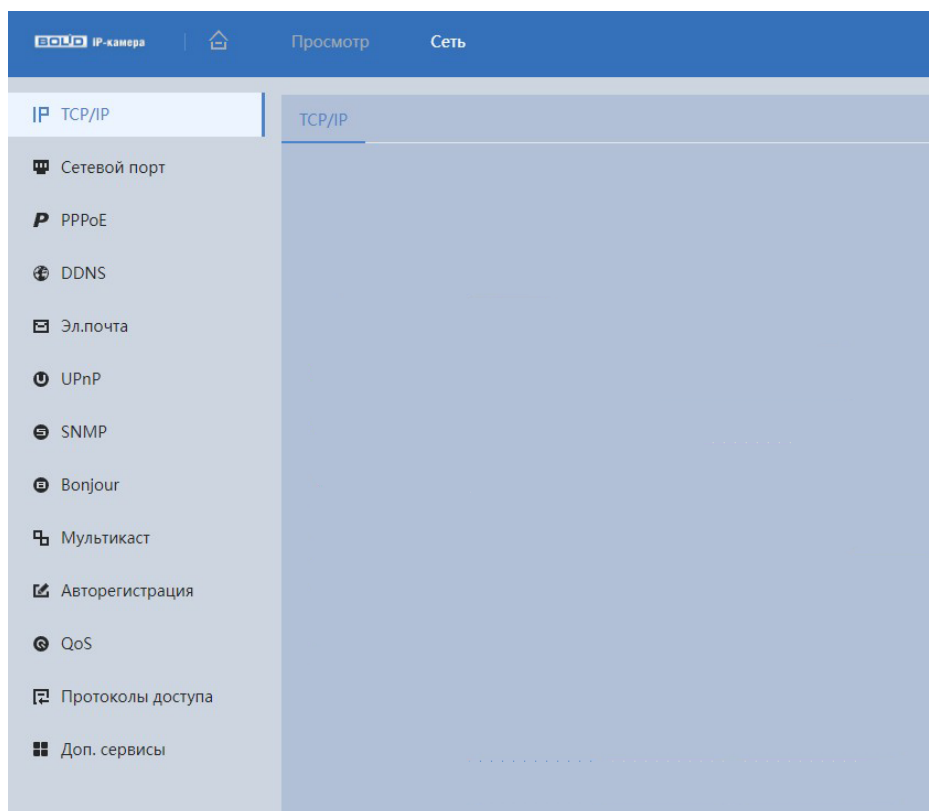 BOLID IP-камера
Просмотр
Сеть
TCP/IP
TCP/IP
Сетевой порт
PPPoE
DDNS
Эл.почта
UPnP
SNMP
Bonjour
Мультикаст
Авторегистрация
QoS
Протоколы доступа
Доп. сервисы